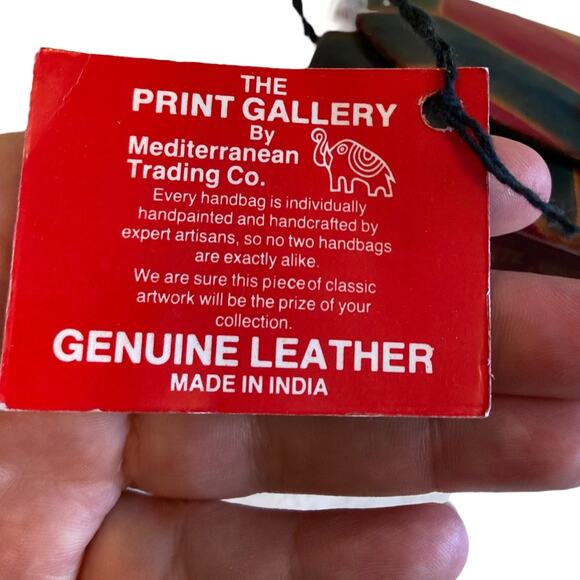 THE
PRINT GALLERY
By
Mediterranean
Trading Co.
Every handbag is individually
handpainted and handcrafted by
expert artisans, so no two handbags
are exactly alike.
We are sure this piece of classic
artwork will be the prize of your
collection.
GENUINE LEATHER
MADE IN INDIA